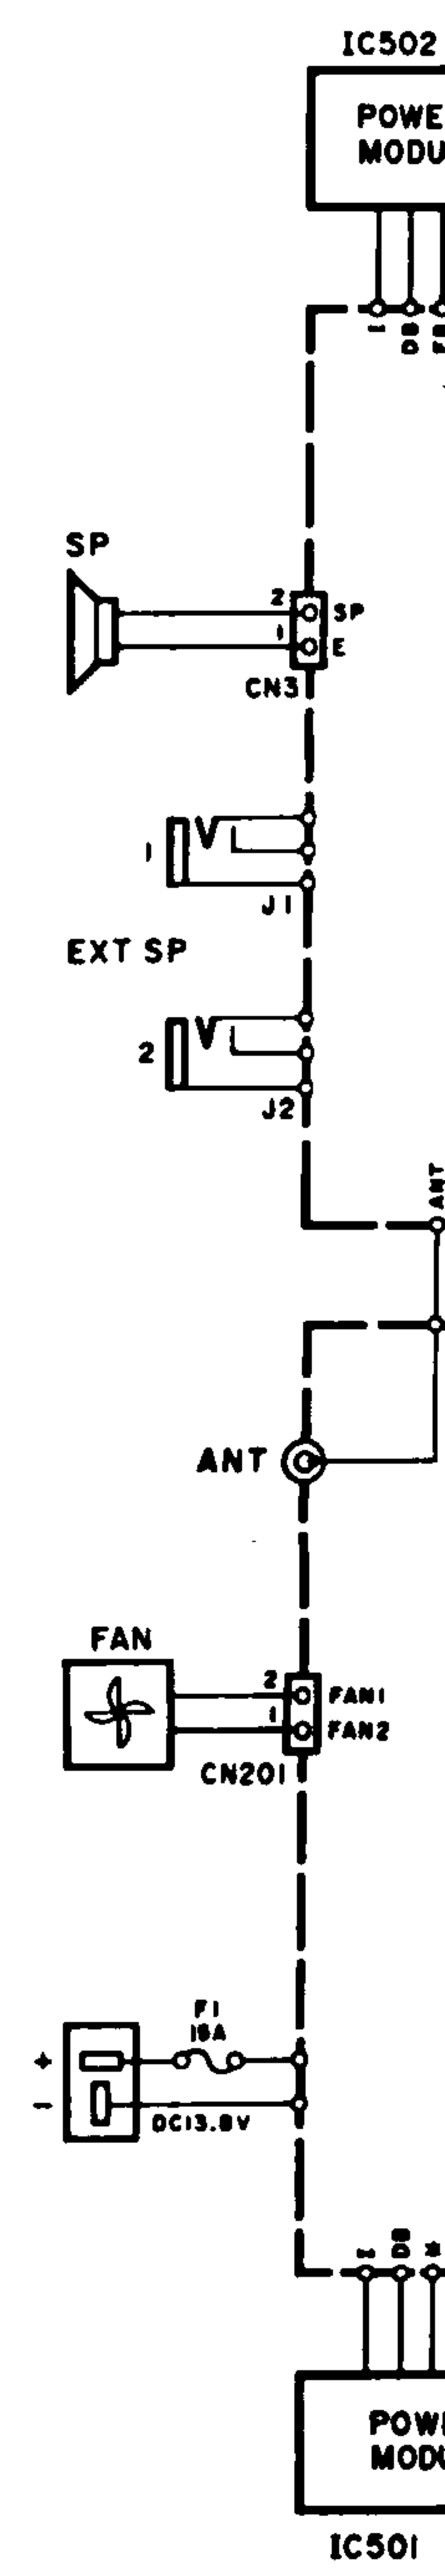 IC502
POWE
MODU
I
DB
SP
2
SP
1
E
CN3
1
J1
EXT SP
2
J2
ANT
ANT
FAN
2
FAN1
1
FAN2
CN201
F1
15A
+
-
DC13.8V
I
DB
*
POWE
MODU
IC501